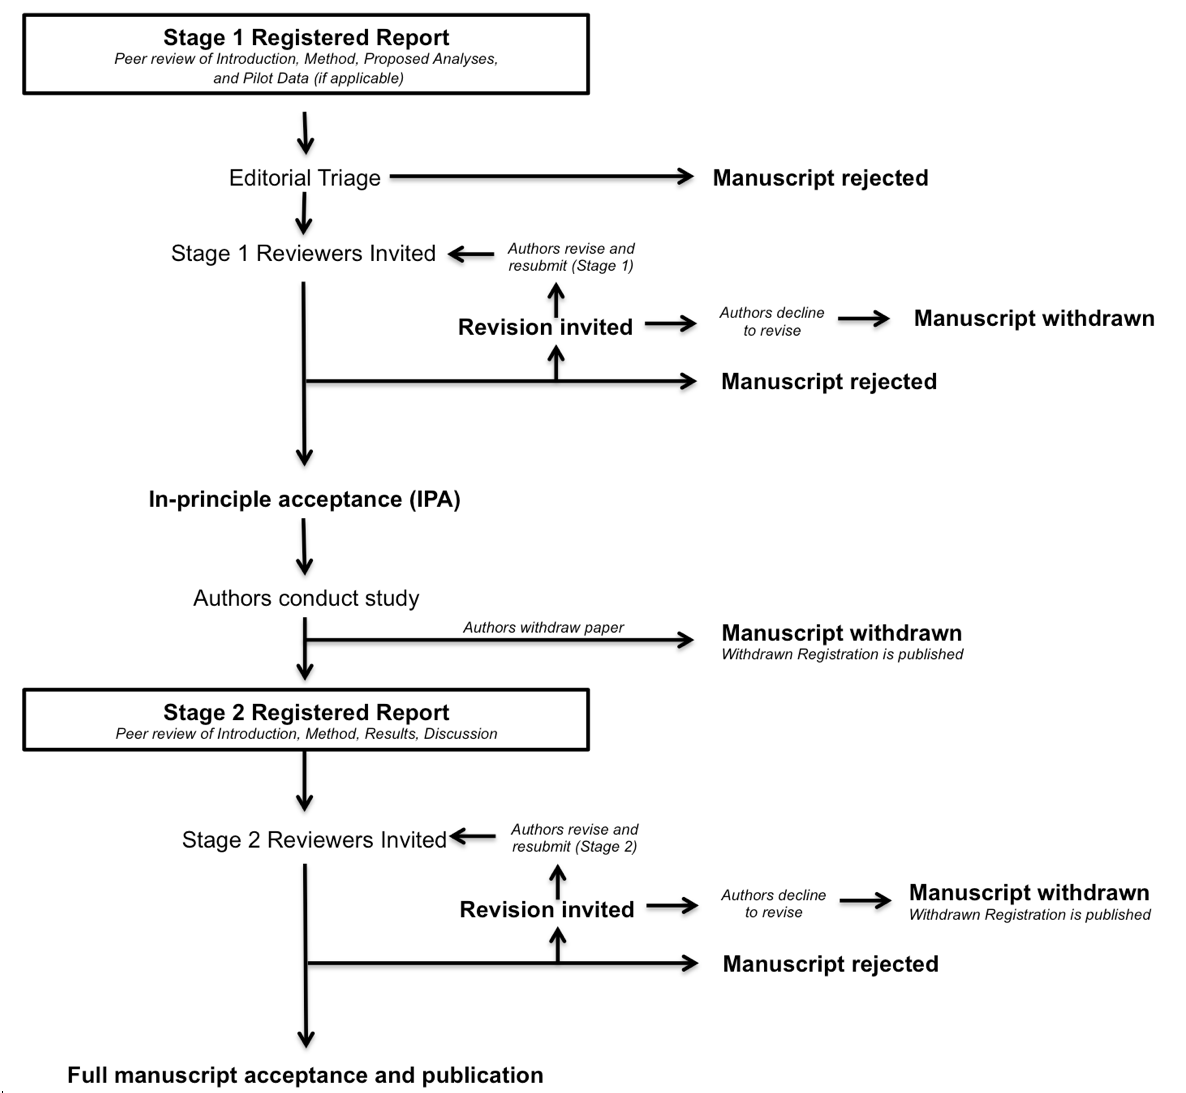 Stage 1 Registered Report
Peer review of Introduction, Method, Proposed Analyses,
and Pilot Data (if applicable)
Editorial Triage
Manuscript rejected
Stage 1 Reviewers Invited
Authors revise and
resubmit (Stage 1)
Revision invited
Authors decline
to revise
Manuscript withdrawn
Manuscript rejected
In-principle acceptance (IPA)
Authors conduct study
Authors withdraw paper
Manuscript withdrawn
Withdrawn Registration is published
Stage 2 Registered Report
Peer review of Introduction, Method, Results, Discussion
Stage 2 Reviewers Invited
Authors revise and
resubmit (Stage 2)
Revision invited
Authors decline
to revise
Manuscript withdrawn
Withdrawn Registration is published
Manuscript rejected
Full manuscript acceptance and publication